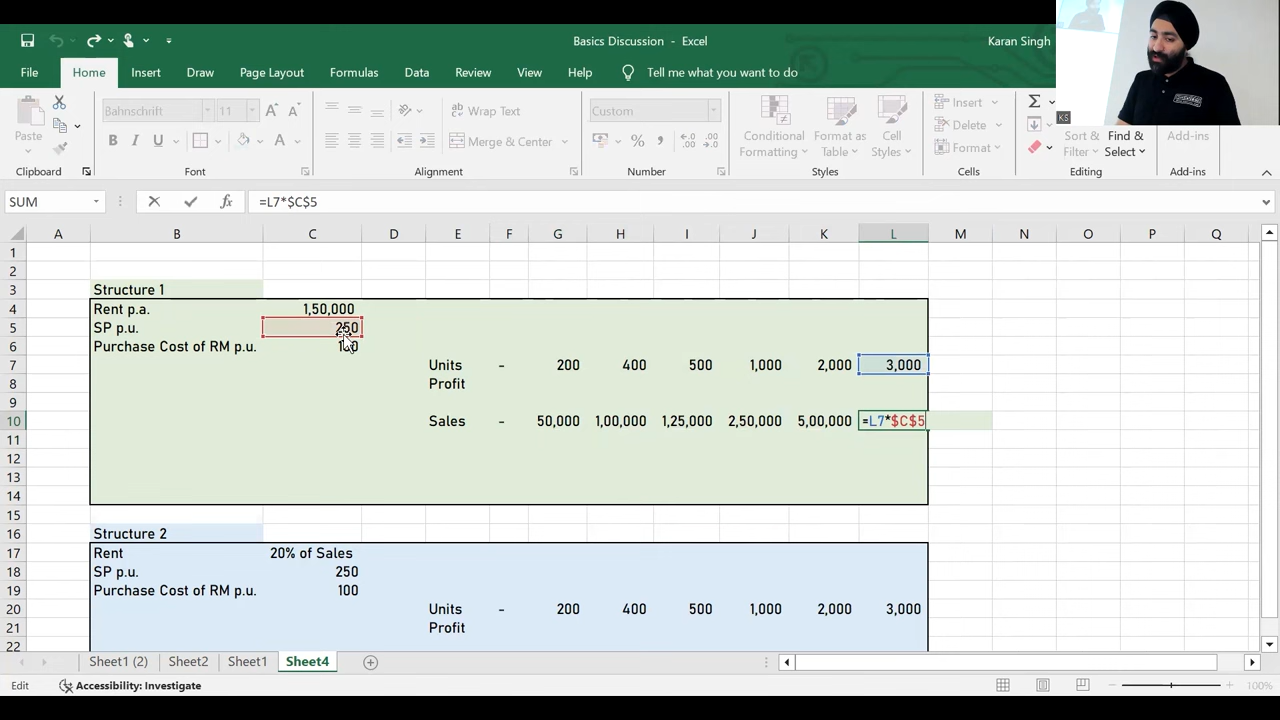 Basics Discussion - Excel
Karan Singh
File Home Insert Draw Page Layout Formulas Data Review View Help Tell me what you want to do
Paste
Clipboard
Bahnschrift 11 A A
B I U A
Font
Wrap Text
Merge & Center
Alignment
Custom
% ,
Number
Conditional Formatting
Format as Table
Cell Styles
Styles
Insert
Delete
Format
Cells
Sort & Filter
Find & Select
Editing
Add-ins
Add-ins
KS
SUM fx =L7*$C$5
A B C D E F G H I J K L M N O P Q
1
2
3 Structure 1
4 Rent p.a. 1,50,000
5 SP p.u. 250
6 Purchase Cost of RM p.u.
7 Units - 200 400 500 1,000 2,000 3,000
8 Profit
9
10 Sales - 50,000 1,00,000 1,25,000 2,50,000 5,00,000 =L7*$C$5
11
12
13
14
15
16 Structure 2
17 Rent 20% of Sales
18 SP p.u. 250
19 Purchase Cost of RM p.u. 100
20 Units - 200 400 500 1,000 2,000 3,000
21 Profit
22
Sheet1 (2) Sheet2 Sheet1 Sheet4
Edit Accessibility: Investigate 100%